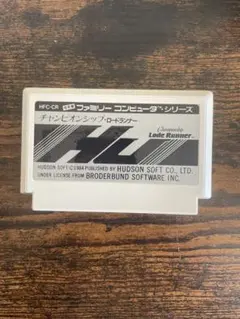 HFC-CR ファミリー コンピュータ シリーズ
チャンピオンシップ・ロードランナー
Championship
Lode Runner
HUDSON SOFT © 1984 PUBLISHED BY HUDSON SOFT CO., LTD.
UNDER LICENSE FROM BRODERBUND SOFTWARE INC.